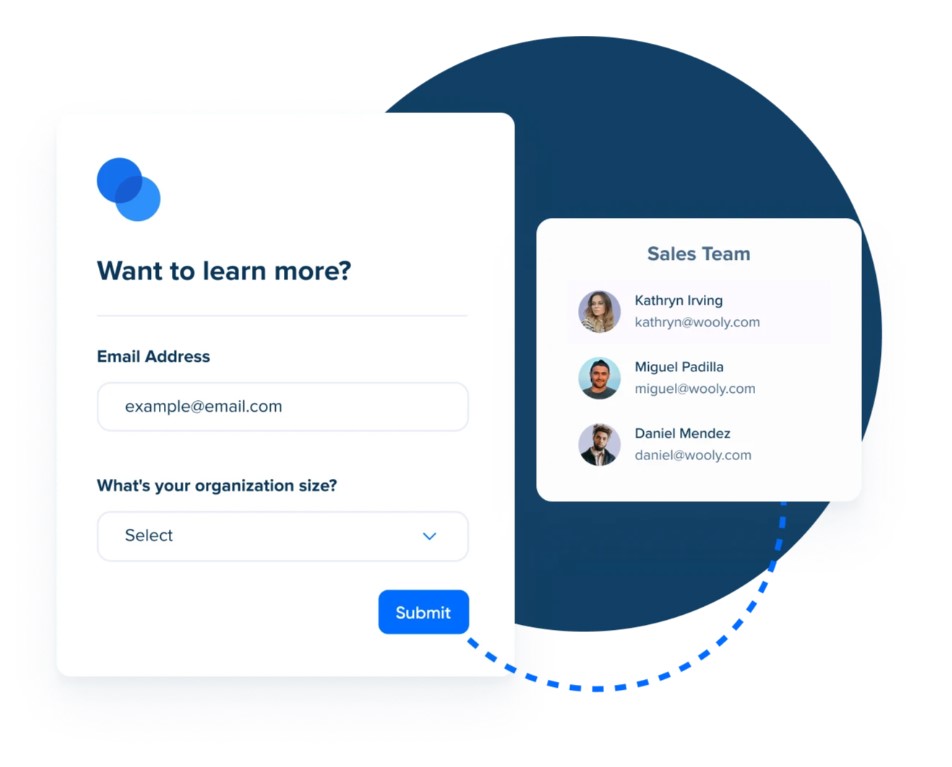 Want to learn more?
Email Address
example@email.com
What's your organization size?
Select
Submit
Sales Team
Kathryn Irving
kathryn@wooly.com
Miguel Padilla
miguel@wooly.com
Daniel Mendez
daniel@wooly.com